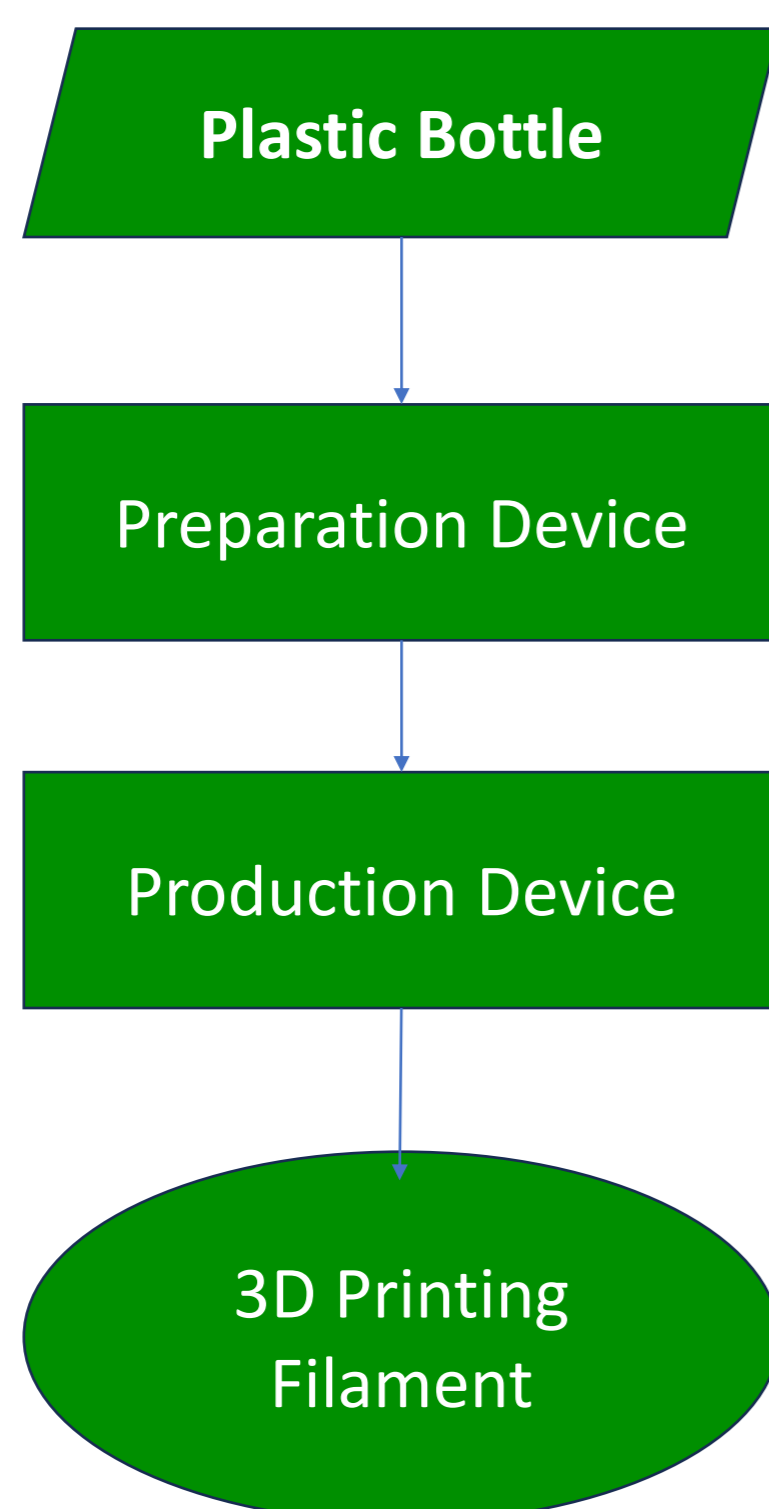 Plastic Bottle
Preparation Device
Production Device
3D Printing
Filament